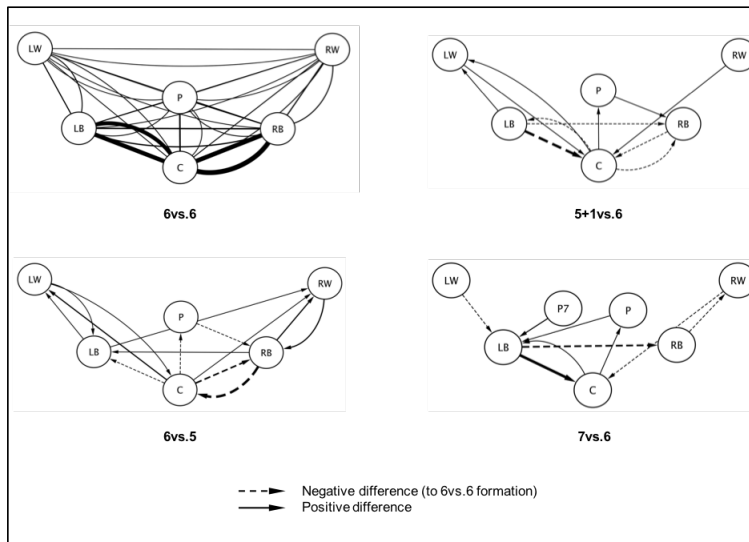 LW
RW
P
LB
RB
C
6vs.6
LW
RW
P
LB
RB
C
5+1vs.6
LW
RW
P
LB
RB
C
6vs.5
LW
RW
P7
P
LB
RB
C
7vs.6
Negative difference (to 6vs.6 formation)
Positive difference